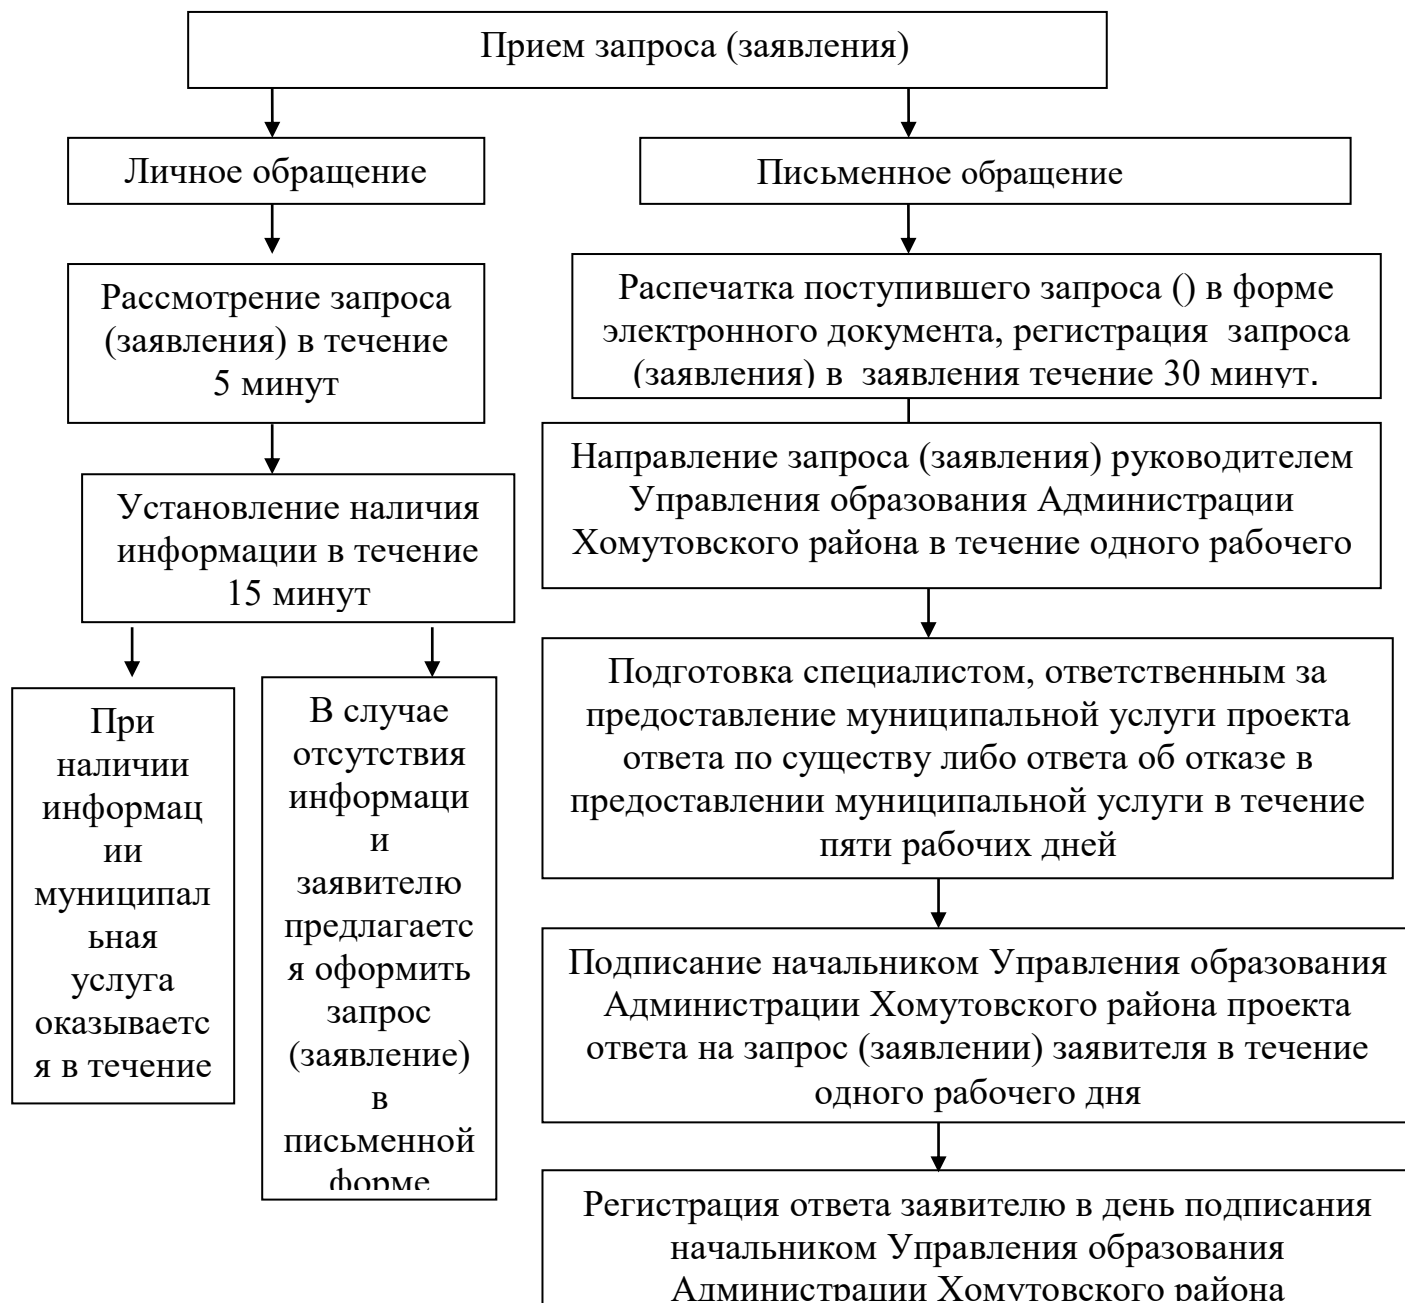 Прием запроса (заявления)
Личное обращение
Письменное обращение
Рассмотрение запроса
(заявления) в течение
5 минут
Распечатка поступившего запроса () в форме
электронного документа, регистрация  запроса
(заявления) в  заявления течение 30 минут.
Установление наличия
информации в течение
15 минут
Направление запроса (заявления) руководителем
Управления образования Администрации
Хомутовского района в течение одного рабочего
При
наличии
информац
ии
муниципал
ьная
услуга
оказываетс
я в течение
В случае
отсутствия
информаци
и
заявителю
предлагаетс
я оформить
запрос
(заявление)
в
письменной
форме
Подготовка специалистом, ответственным за
предоставление муниципальной услуги проекта
ответа по существу либо ответа об отказе в
предоставлении муниципальной услуги в течение
пяти рабочих дней
Подписание начальником Управления образования
Администрации Хомутовского района проекта
ответа на запрос (заявлении) заявителя в течение
одного рабочего дня
Регистрация ответа заявителю в день подписания
начальником Управления образования
Администрации Хомутовского района